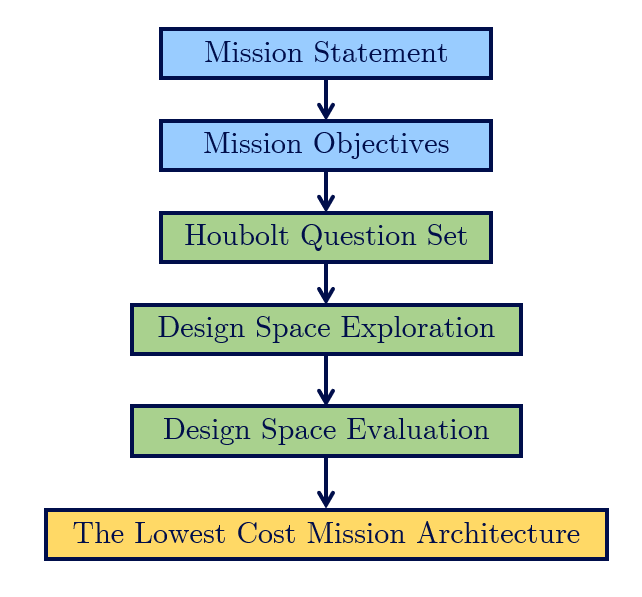 Mission Statement
Mission Objectives
Houbolt Question Set
Design Space Exploration
Design Space Evaluation
The Lowest Cost Mission Architecture